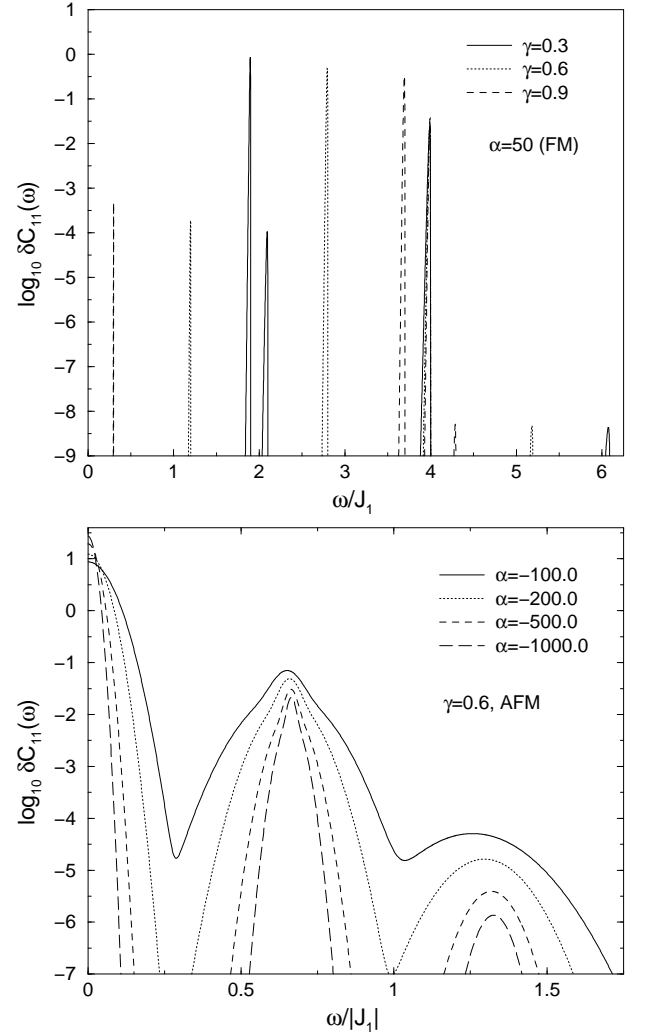 1
0
−1
−2
−3
−4
−5
−6
−7
−8
−9
log₁₀ δC₁₁(ω)
γ=0.3
γ=0.6
γ=0.9
α=50 (FM)
0 1 2 3 4 5 6
ω/J₁
1
0
−1
−2
−3
−4
−5
−6
−7
log₁₀ δC₁₁(ω)
α=−100.0
α=−200.0
α=−500.0
α=−1000.0
γ=0.6, AFM
0 0.5 1 1.5
ω/|J₁|